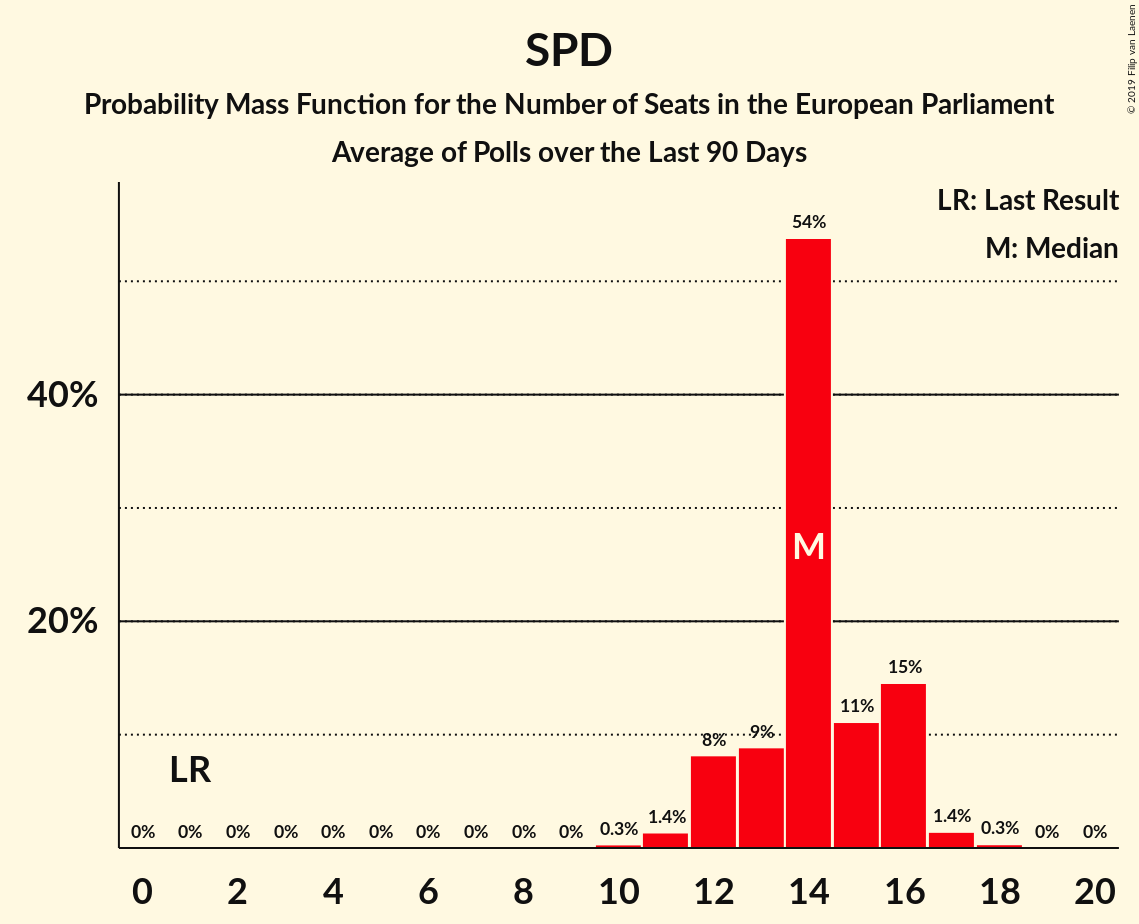 SPD
Probability Mass Function for the Number of Seats in the European Parliament
Average of Polls over the Last 90 Days
© 2019 Filip van Laenen
LR: Last Result
M: Median
54%
40%
M
20%
15%
11%
9%
8%
LR
0% 0% 0% 0% 0% 0% 0% 0% 0% 0% 0.3% 1.4% 1.4% 0.3% 0% 0%
0 2 4 6 8 10 12 14 16 18 20